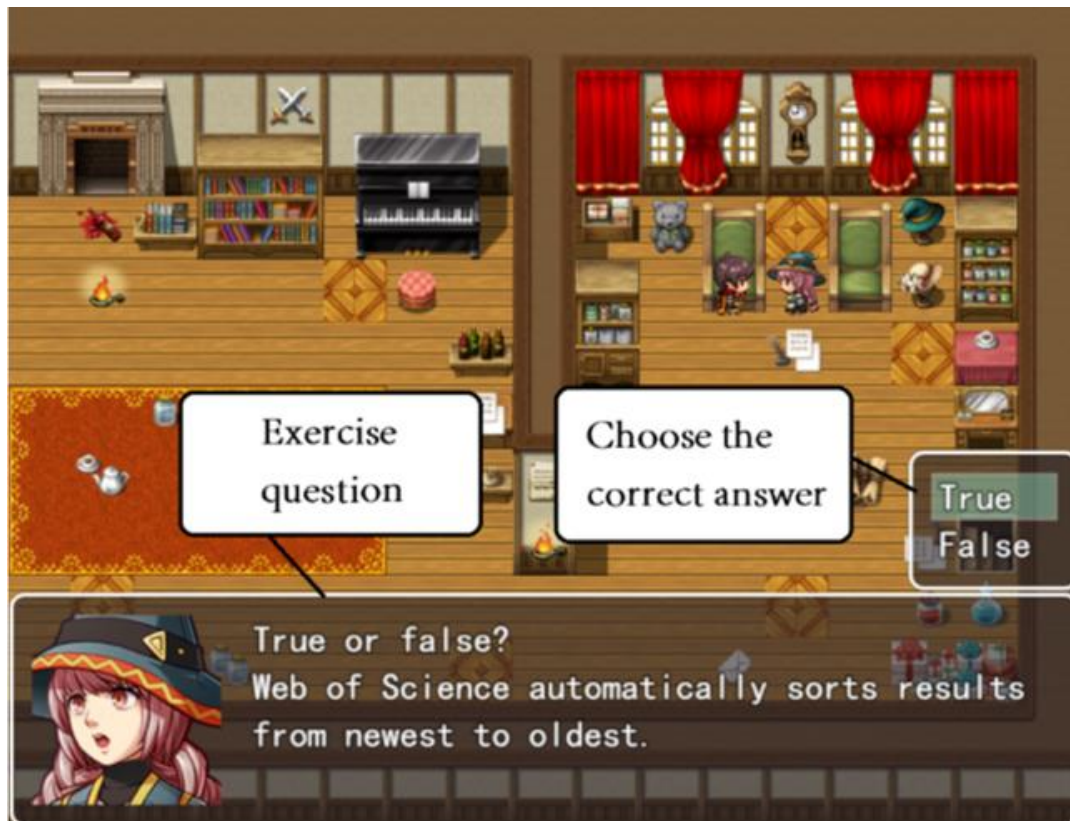 Exercise
question
Choose the
correct answer
True
False
True or false?
Web of Science automatically sorts results
from newest to oldest.